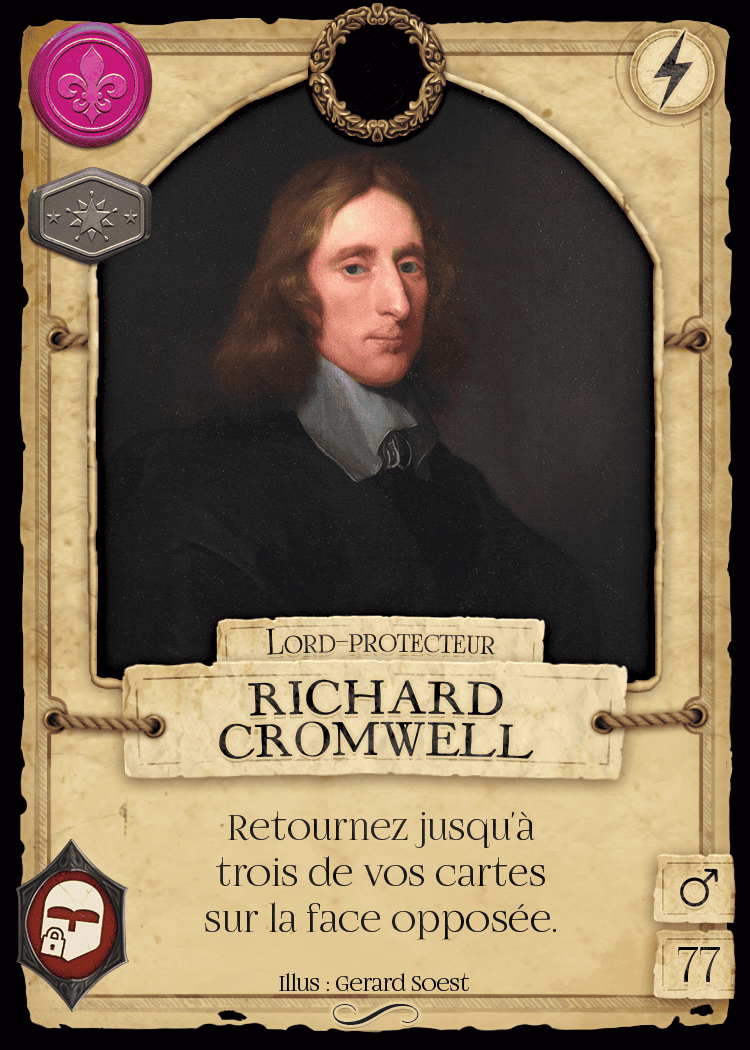 Lord-protecteur
RICHARD
CROMWELL
Retournez jusqu'à
trois de vos cartes
sur la face opposée.
♂
77
Illus : Gerard Soest